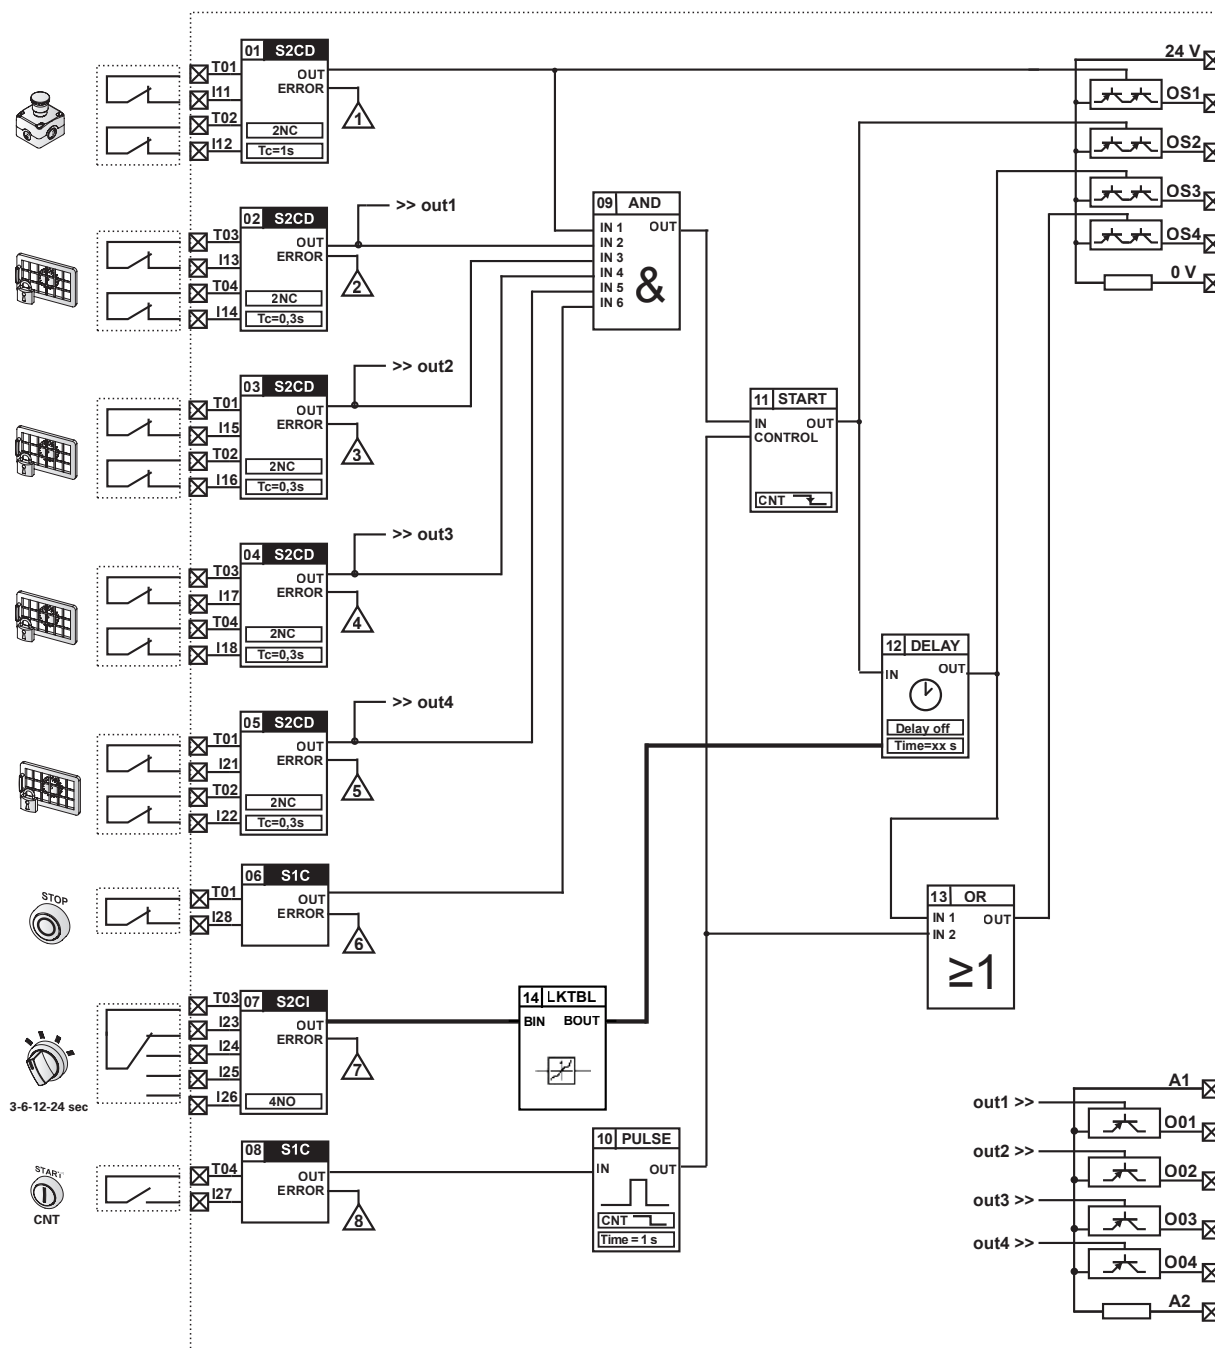 01 S2CD
T01
I11
T02
I12
OUT
ERROR
1
2NC
Tc=1s
02 S2CD
T03
I13
T04
I14
OUT
ERROR
2
2NC
Tc=0,3s
>> out1
03 S2CD
T01
I15
T02
I16
OUT
ERROR
3
2NC
Tc=0,3s
>> out2
04 S2CD
T03
I17
T04
I18
OUT
ERROR
4
2NC
Tc=0,3s
>> out3
05 S2CD
T01
I21
T02
I22
OUT
ERROR
5
2NC
Tc=0,3s
>> out4
STOP
06 S1C
T01
I28
OUT
ERROR
6
3-6-12-24 sec
07 S2CI
T03
I23
I24
I25
I26
OUT
ERROR
7
4NO
START
CNT
08 S1C
T04
I27
OUT
ERROR
8
09 AND
IN 1 OUT
IN 2
IN 3
IN 4
IN 5
IN 6
&
14 LKTBL
BIN BOUT
10 PULSE
IN OUT
CNT
Time = 1 s
11 START
IN OUT
CONTROL
CNT
12 DELAY
IN OUT
Delay off
Time=xx s
13 OR
IN 1 OUT
IN 2
≥1
24 V
OS1
OS2
OS3
OS4
0 V
A1
out1 >>
O01
out2 >>
O02
out3 >>
O03
out4 >>
O04
A2